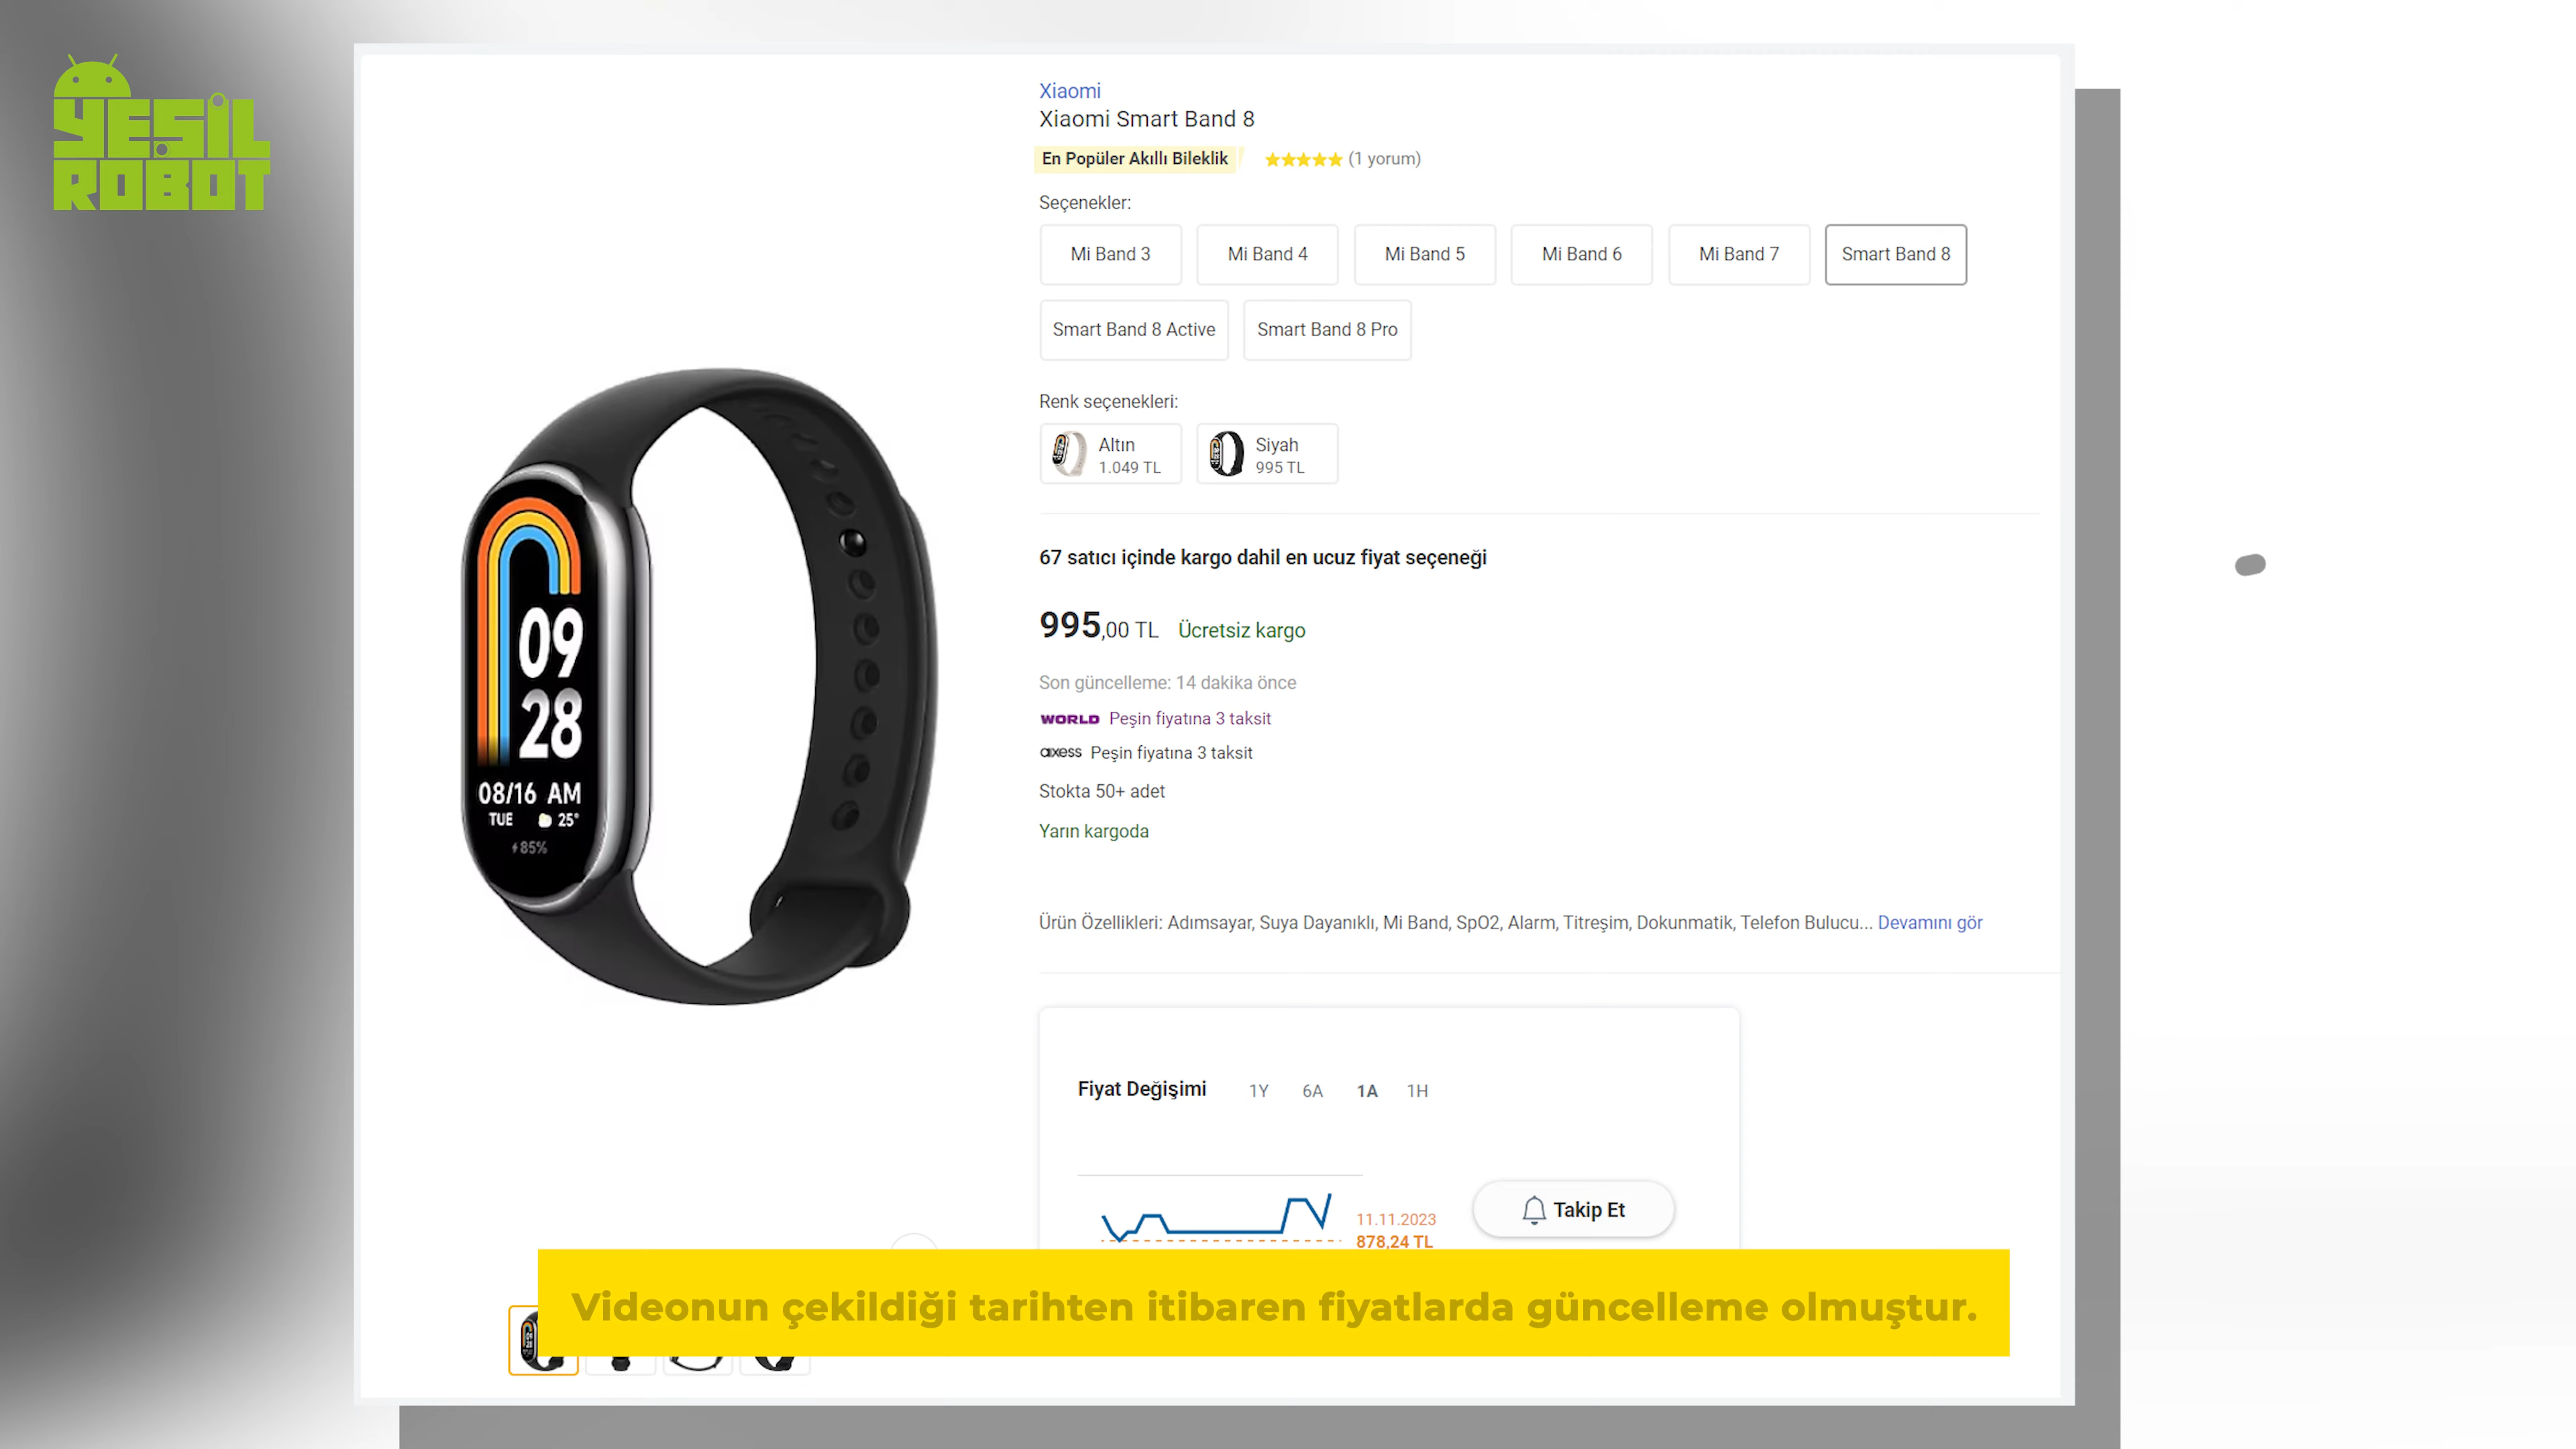 YEŞİL
ROBOT
Xiaomi
Xiaomi Smart Band 8
En Popüler Akıllı Bileklik (1 yorum)
Seçenekler:
Mi Band 3 Mi Band 4 Mi Band 5 Mi Band 6 Mi Band 7 Smart Band 8
Smart Band 8 Active Smart Band 8 Pro
Renk seçenekleri:
Altın Siyah
1.049 TL 995 TL
67 satıcı içinde kargo dahil en ucuz fiyat seçeneği
995,00 TL Ücretsiz kargo
Son güncelleme: 14 dakika önce
WORLD Peşin fiyatına 3 taksit
axess Peşin fiyatına 3 taksit
Stokta 50+ adet
Yarın kargoda
09
28
08/16 AM
TUE 25°
85%
Ürün Özellikleri: Adımsayar, Suya Dayanıklı, Mi Band, SpO2, Alarm, Titreşim, Dokunmatik, Telefon Bulucu... Devamını gör
Fiyat Değişimi 1Y 6A 1A 1H
11.11.2023
878,24 TL
Takip Et
Videonun çekildiği tarihten itibaren fiyatlarda güncelleme olmuştur.